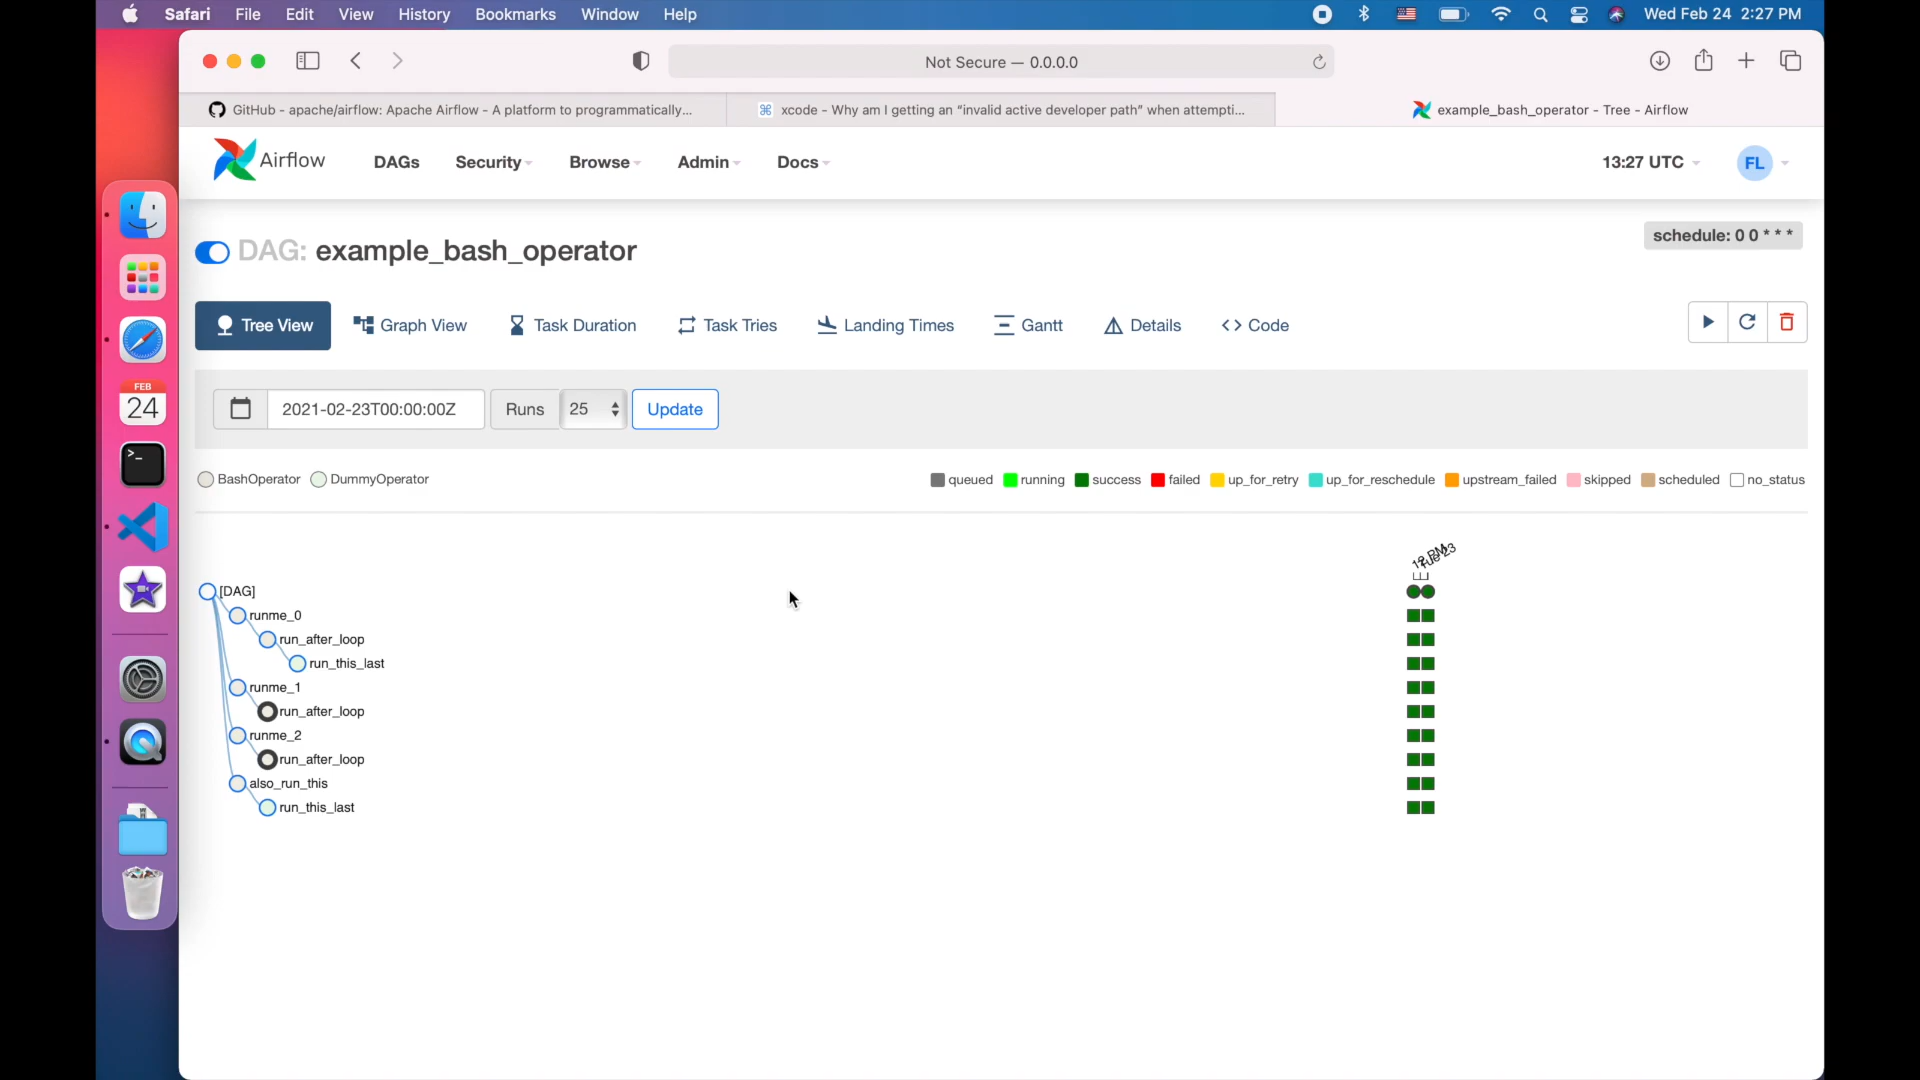 Safari File Edit View History Bookmarks Window Help Wed Feb 24 2:27 PM
Not Secure — 0.0.0.0
GitHub - apache/airflow: Apache Airflow - A platform to programmatically... xcode - Why am I getting an “invalid active developer path” when attempti... example_bash_operator - Tree - Airflow
Airflow DAGs Security Browse Admin Docs 13:27 UTC FL
schedule: 0 0 * * *
DAG: example_bash_operator
Tree View Graph View Task Duration Task Tries Landing Times Gantt Details <> Code
FEB
24
2021-02-23T00:00:00Z Runs 25 Update
BashOperator DummyOperator queued running success failed up_for_retry up_for_reschedule upstream_failed skipped scheduled no_status
[DAG]
runme_0
run_after_loop
run_this_last
runme_1
run_after_loop
runme_2
run_after_loop
also_run_this
run_this_last